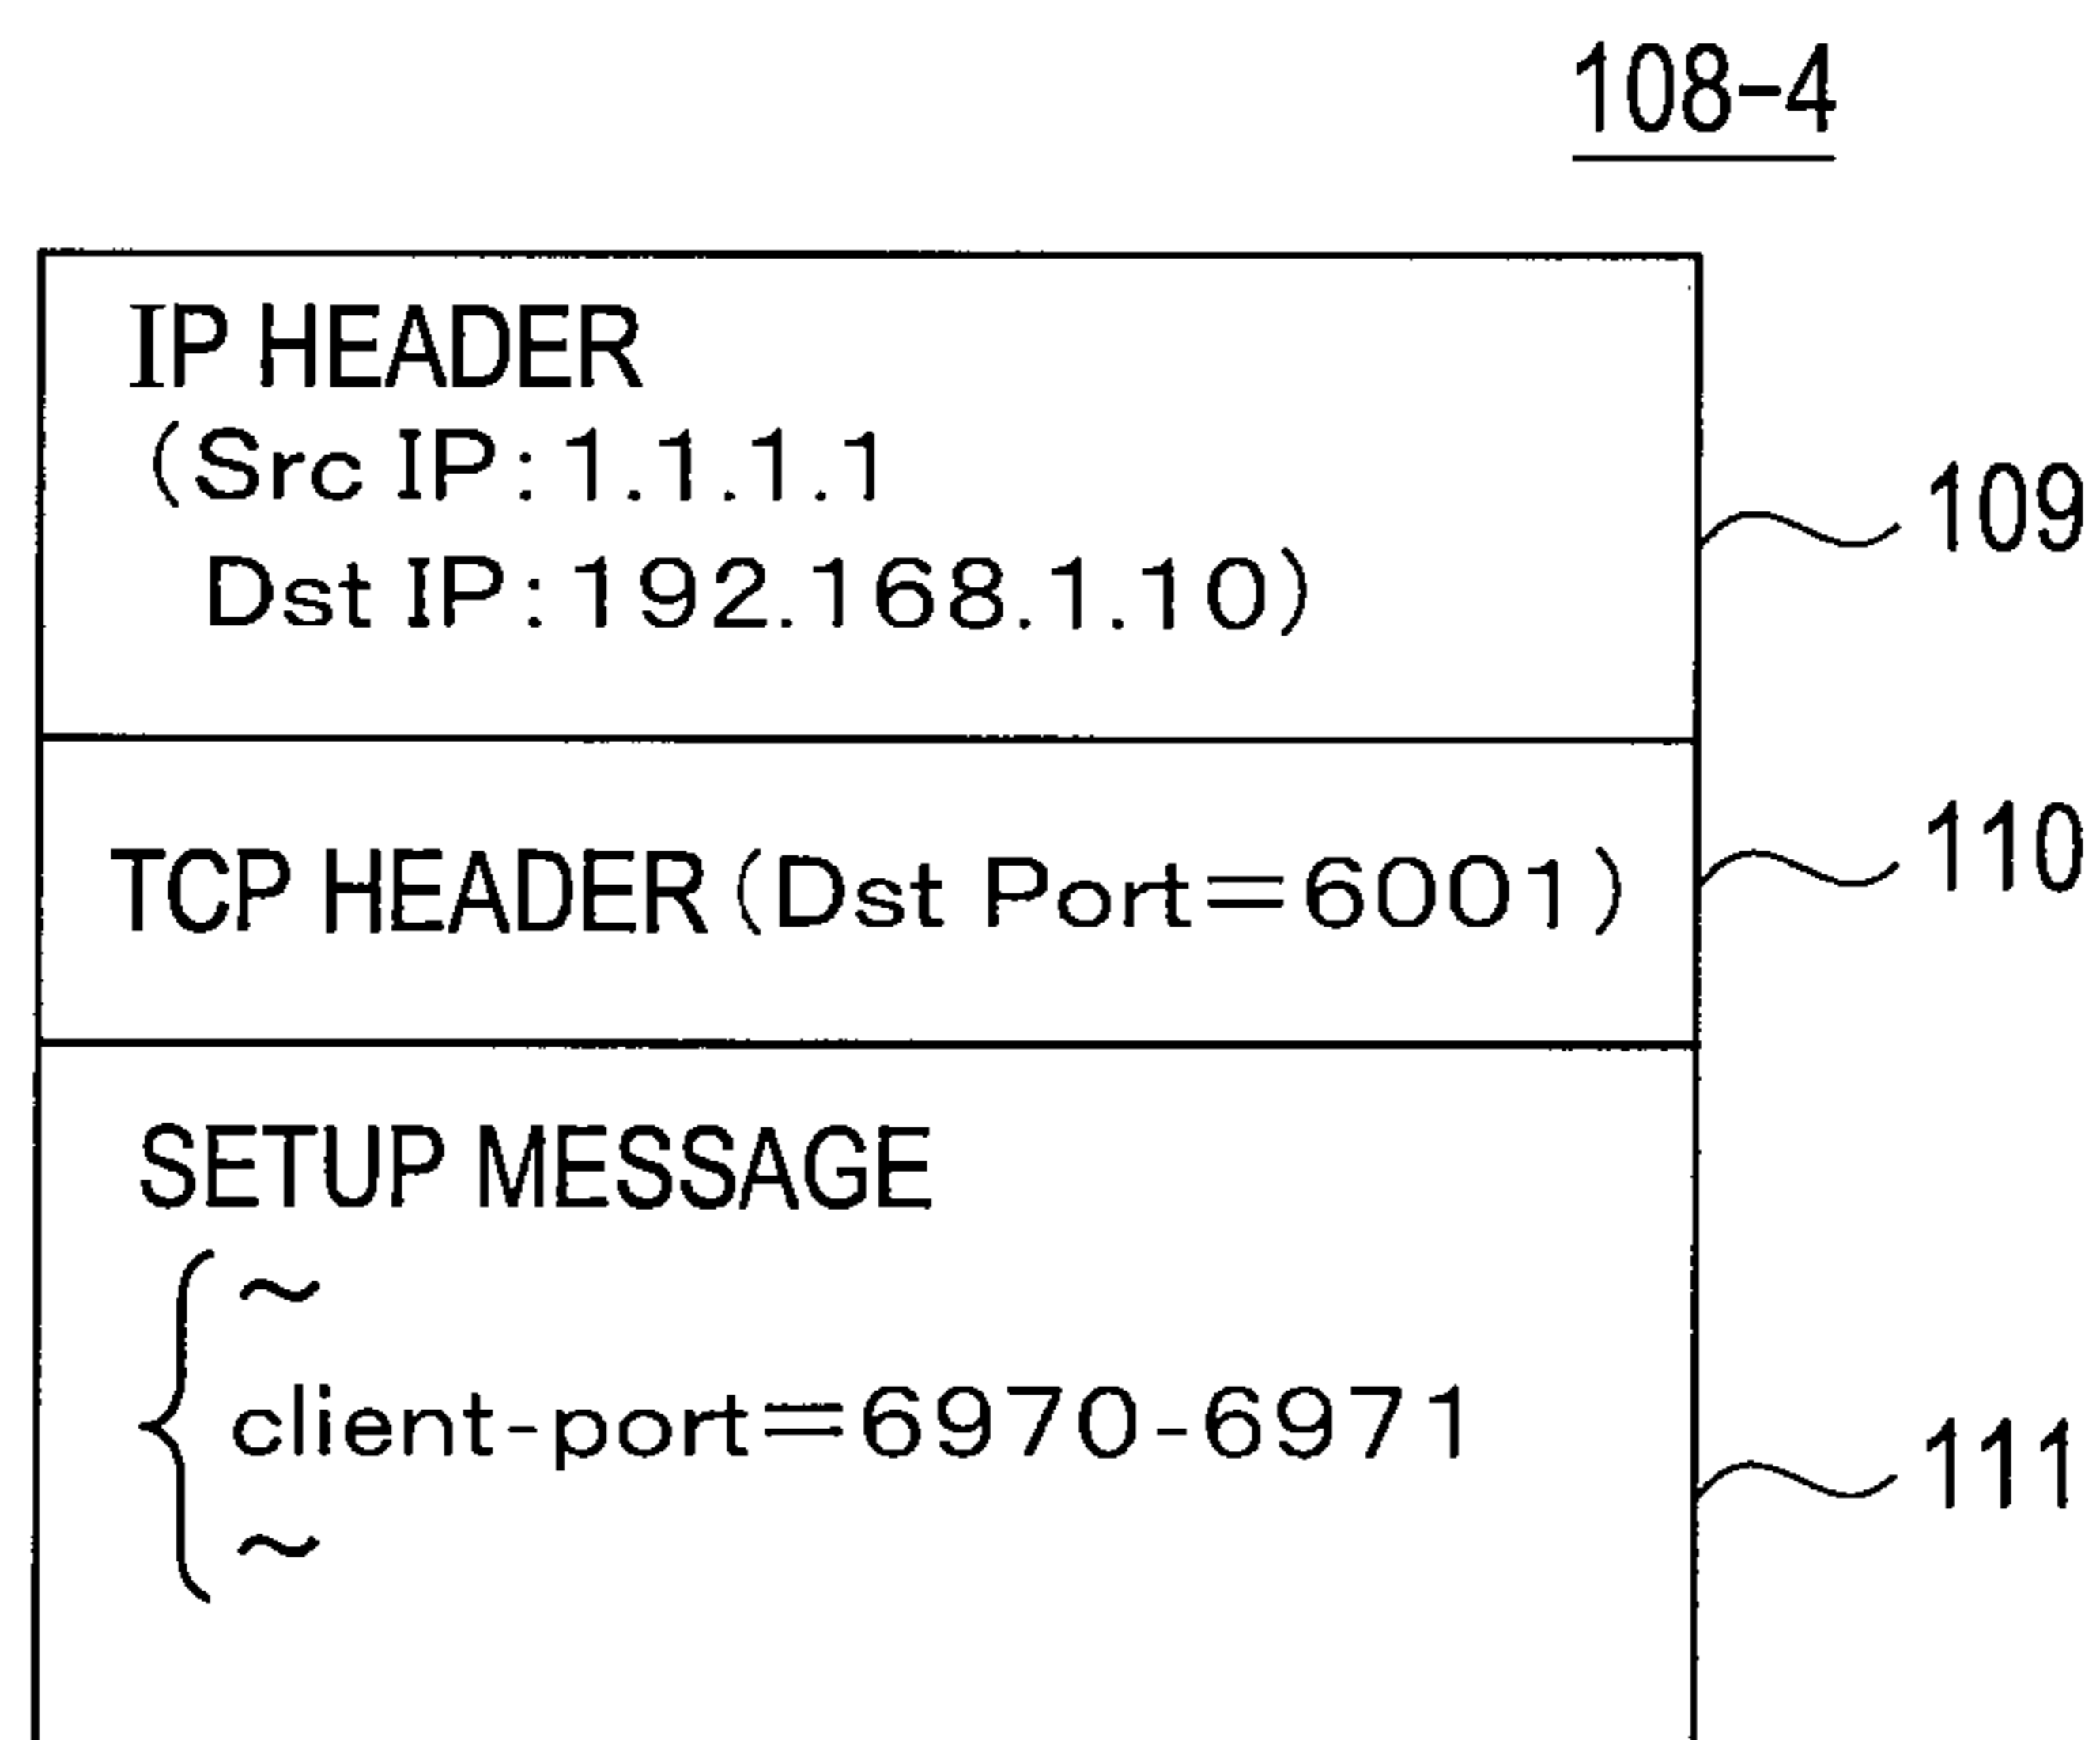 108-4
IP HEADER
(Src IP:1.1.1.1
109
Dst IP:192.168.1.10)
110
TCP HEADER(Dst Port=6001)
SETUP MESSAGE
~
client-port=6970-6971
111
~